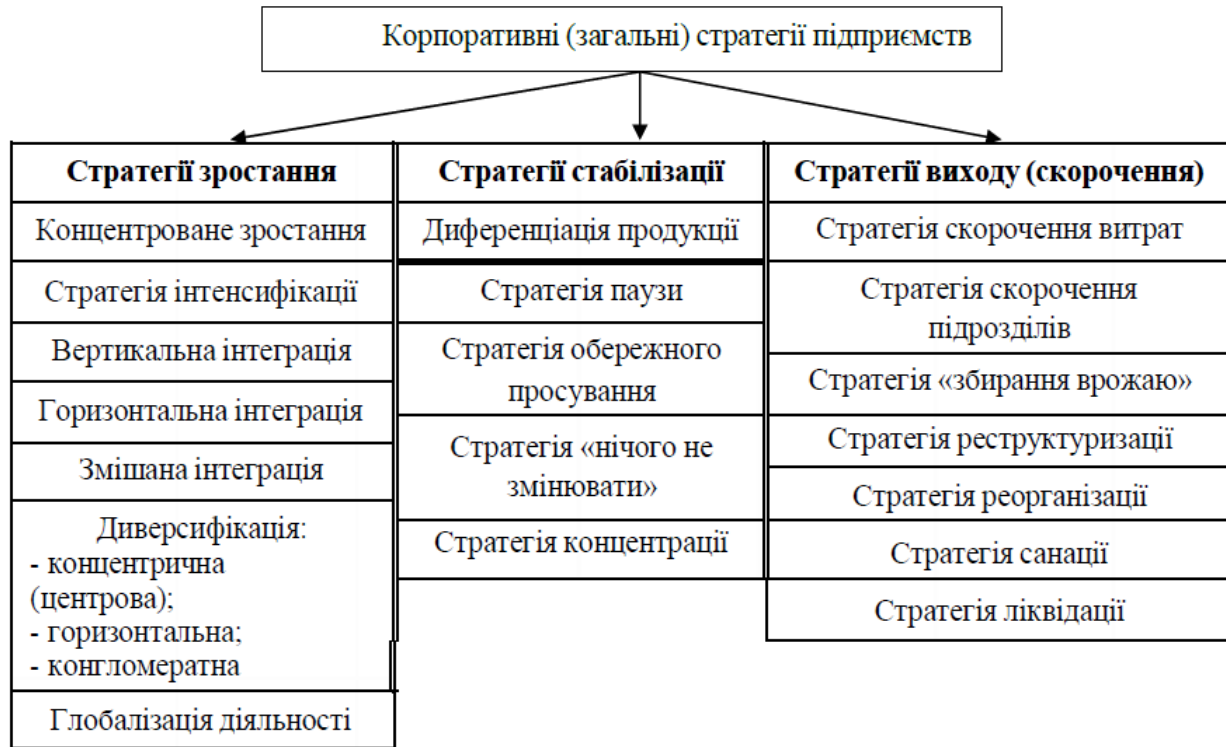 Корпоративні (загальні) стратегії підприємств
Стратегії зростання
Концентроване зростання
Стратегія інтенсифікації
Вертикальна інтеграція
Горизонтальна інтеграція
Змішана інтеграція
Диверсифікація:
- концентрична
(центрова);
- горизонтальна;
- конгломератна
Глобалізація діяльності
Стратегії стабілізації
Диференціація продукції
Стратегія паузи
Стратегія обережного
просування
Стратегія «нічого не
змінювати»
Стратегія концентрації
Стратегії виходу (скорочення)
Стратегія скорочення витрат
Стратегія скорочення
підрозділів
Стратегія «збирання врожаю»
Стратегія реструктуризації
Стратегія реорганізації
Стратегія санації
Стратегія ліквідації